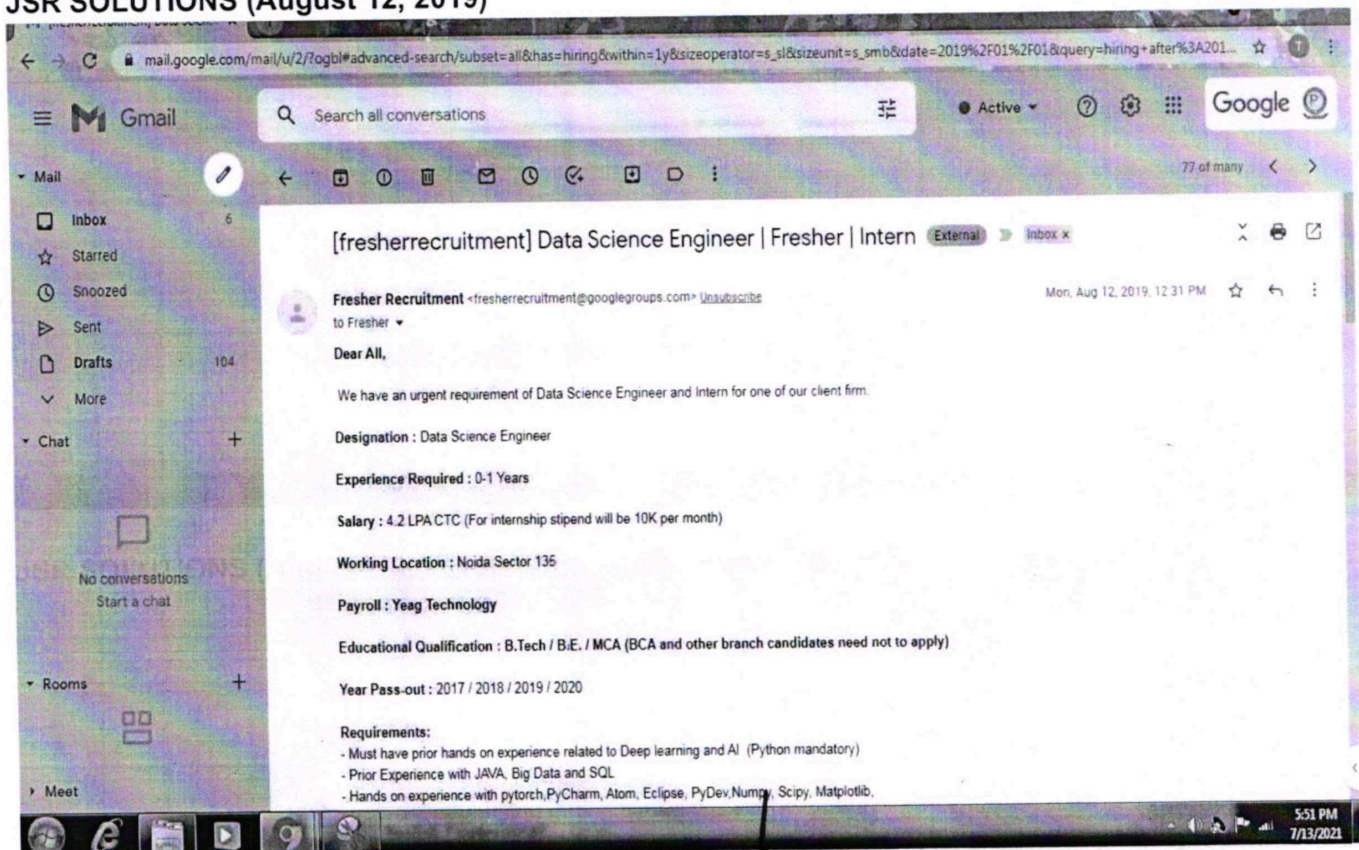 JSR SOLUTIONS (August 12, 2019)
mail.google.com/mail/u/2/?ogbl#advanced-search/subset=all&has=hiring&within=1y&sizeoperator=s_sl&sizeunit=s_smb&date=2019%2F01%2F01&query=hiring+after%3A201...
Gmail
Search all conversations
Active
Google
Mail
77 of many
Inbox 6
Starred
Snoozed
Sent
Drafts 104
More
Chat
No conversations
Start a chat
Rooms
Meet
[fresherrecruitment] Data Science Engineer | Fresher | Intern External Inbox x
Fresher Recruitment <fresherrecruitment@googlegroups.com> Unsubscribe
Mon, Aug 12, 2019, 12:31 PM
to Fresher
Dear All,
We have an urgent requirement of Data Science Engineer and Intern for one of our client firm.
Designation : Data Science Engineer
Experience Required : 0-1 Years
Salary : 4.2 LPA CTC (For internship stipend will be 10K per month)
Working Location : Noida Sector 135
Payroll : Yeag Technology
Educational Qualification : B.Tech / B.E. / MCA (BCA and other branch candidates need not to apply)
Year Pass-out : 2017 / 2018 / 2019 / 2020
Requirements:
- Must have prior hands on experience related to Deep learning and AI (Python mandatory)
- Prior Experience with JAVA, Big Data and SQL
- Hands on experience with pytorch,PyCharm, Atom, Eclipse, PyDev,Numpy, Scipy, Matplotlib,
5:51 PM
7/13/2021